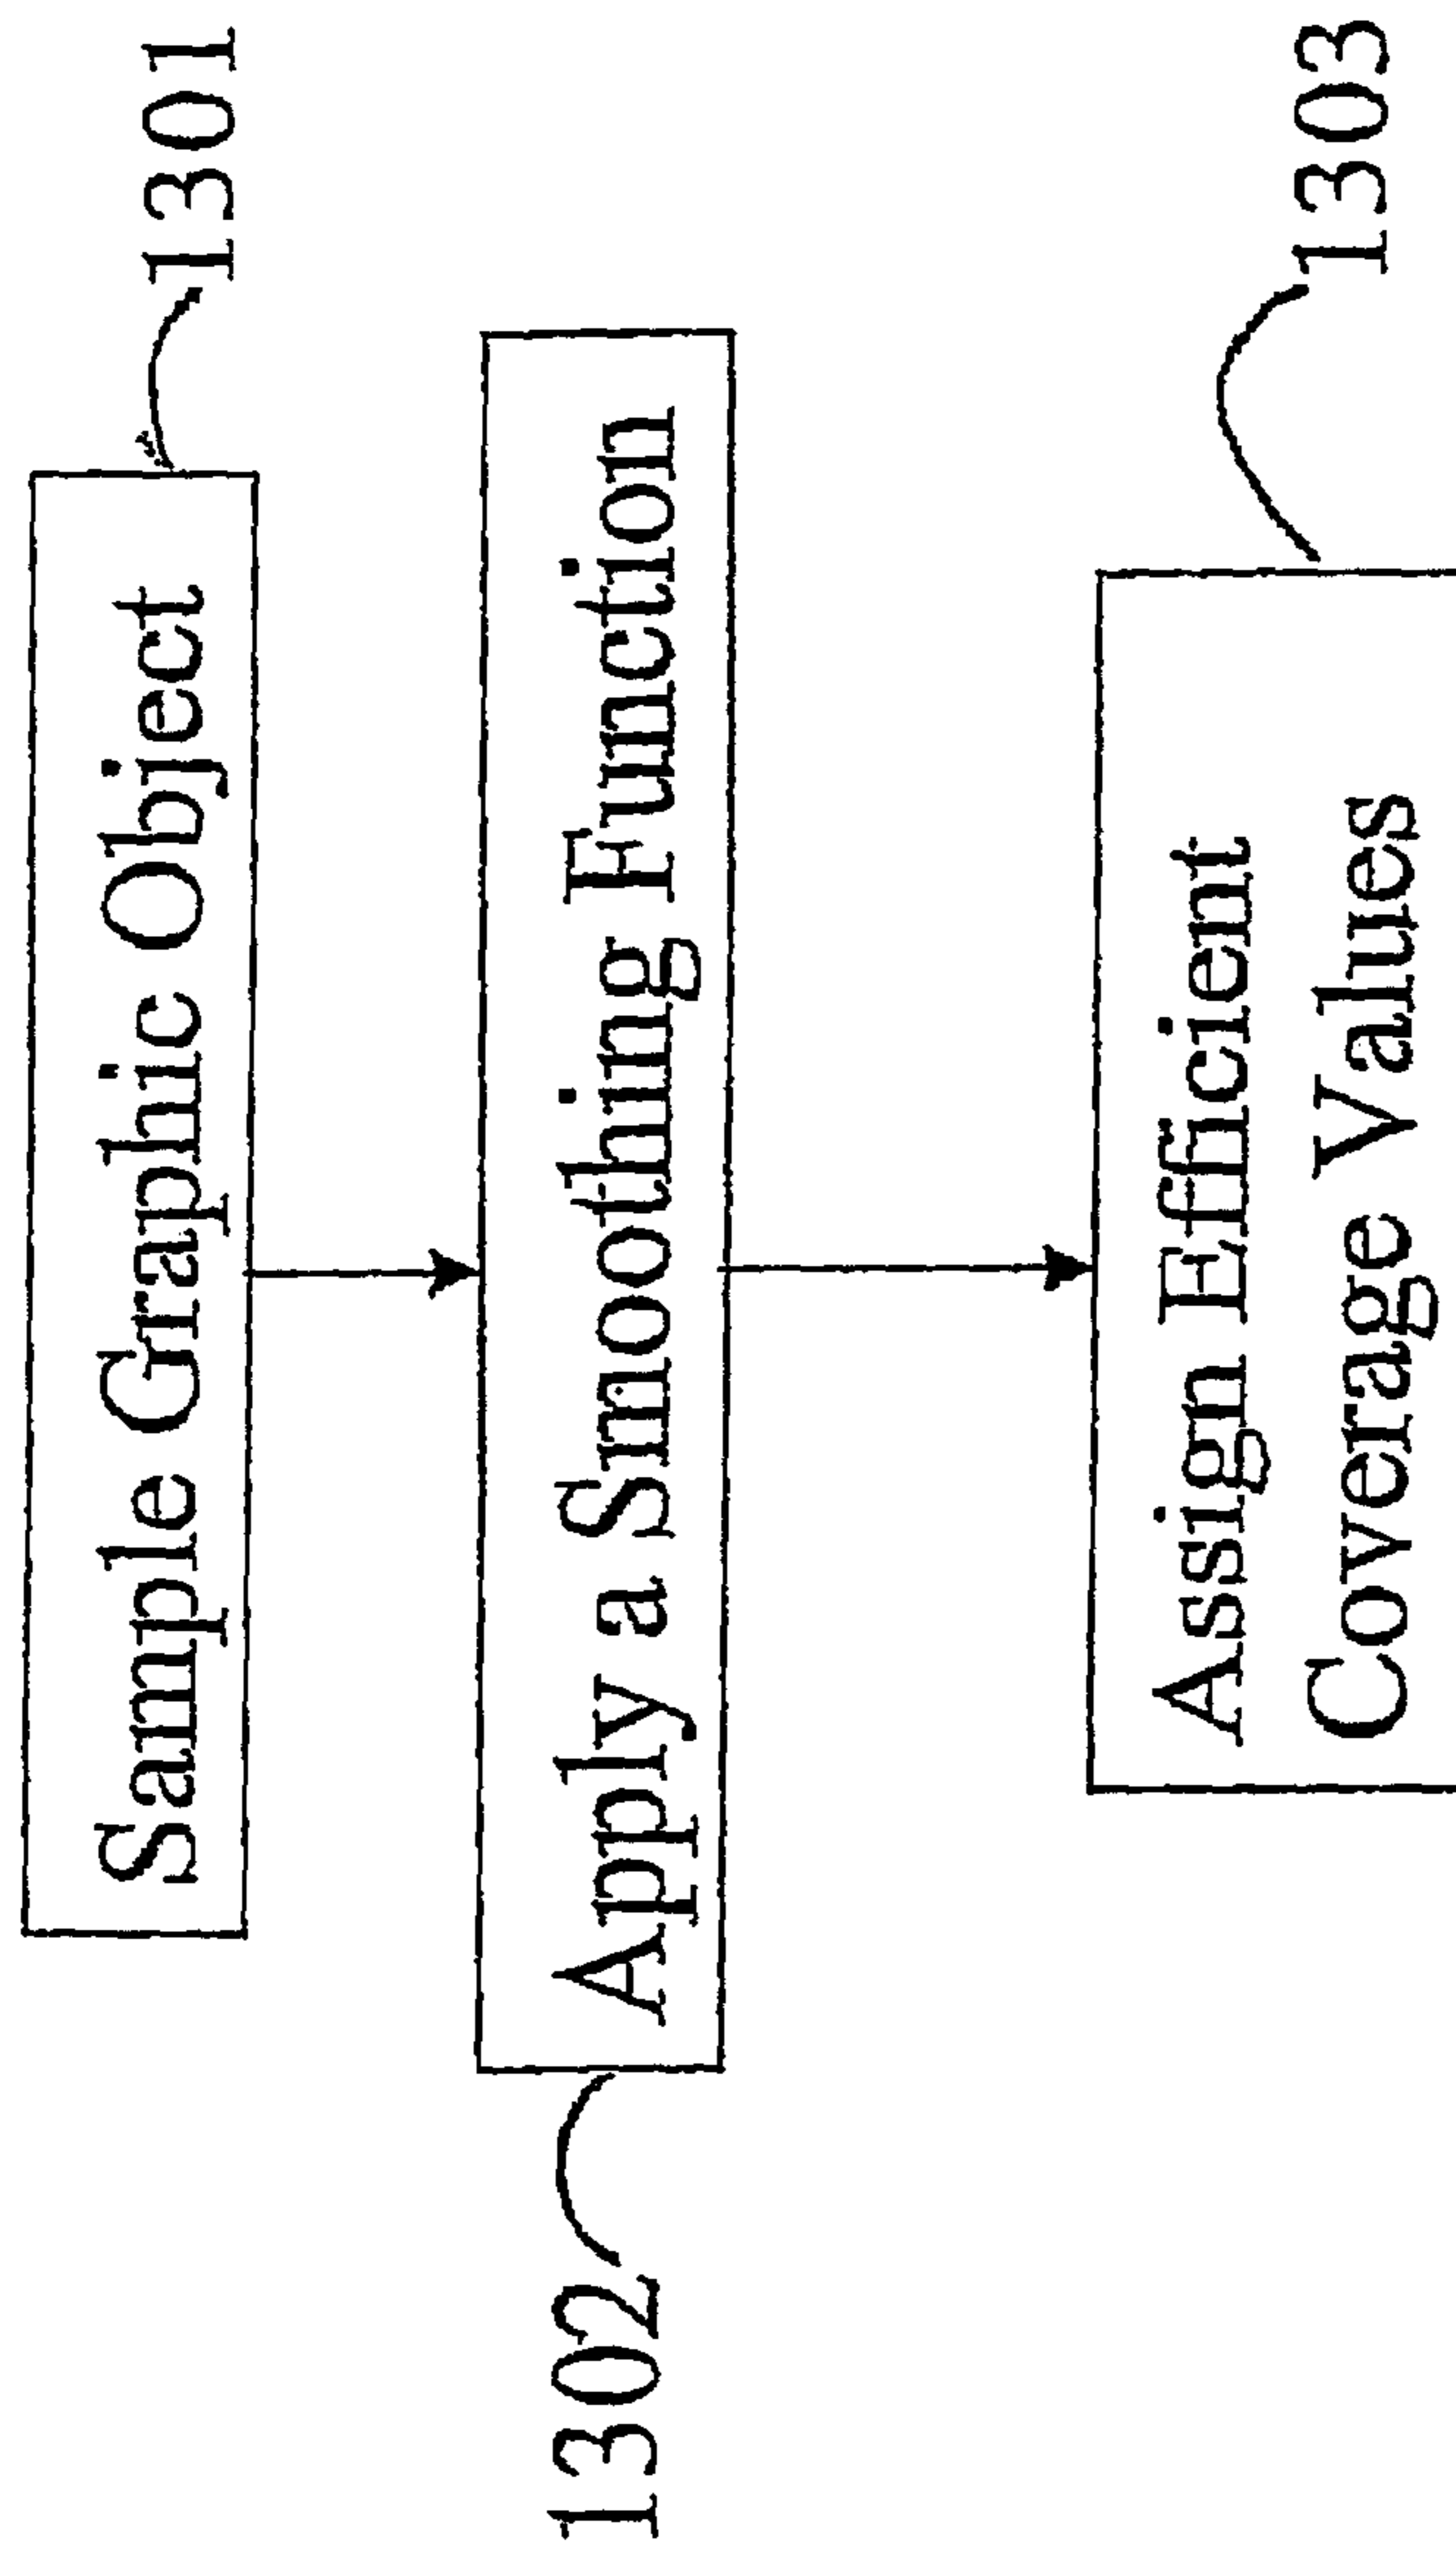 Sample Graphic Object
1301
Apply a Smoothing Function
1302
Assign Efficient
Coverage Values
1303